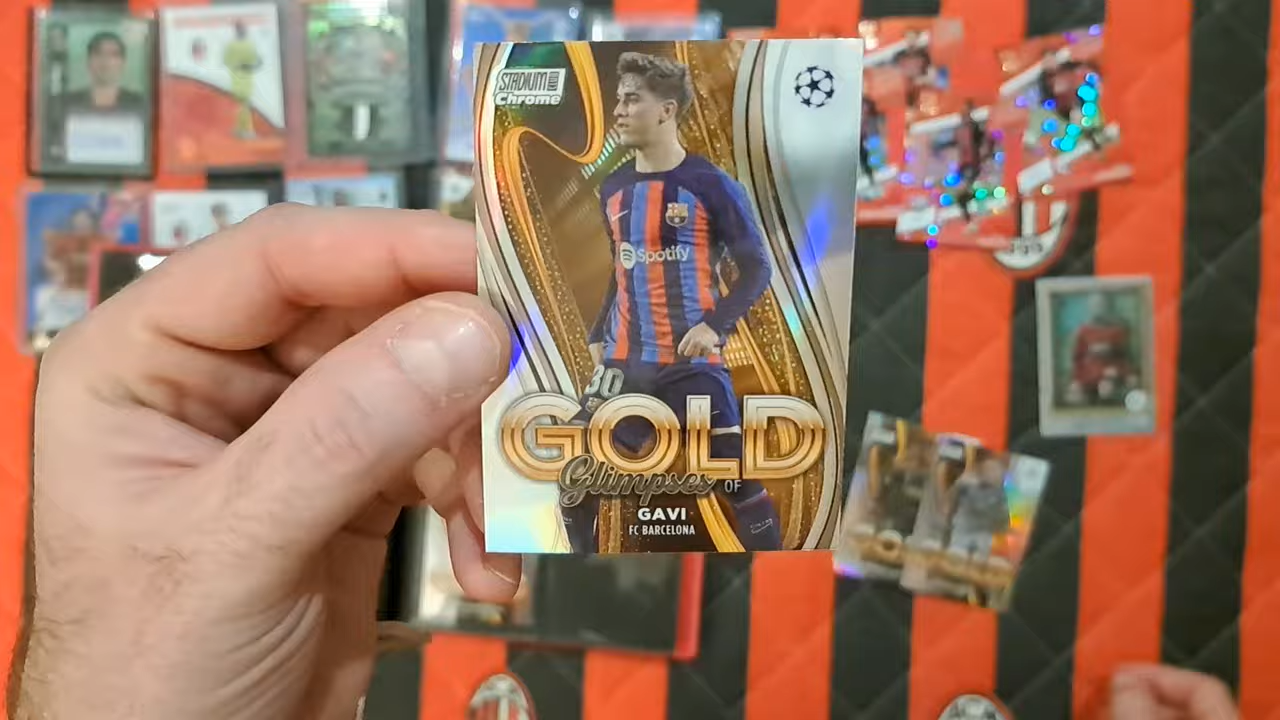 STADIUM
Chrome
Spotify
30
GOLD
Glimpses OF
GAVI
FC BARCELONA